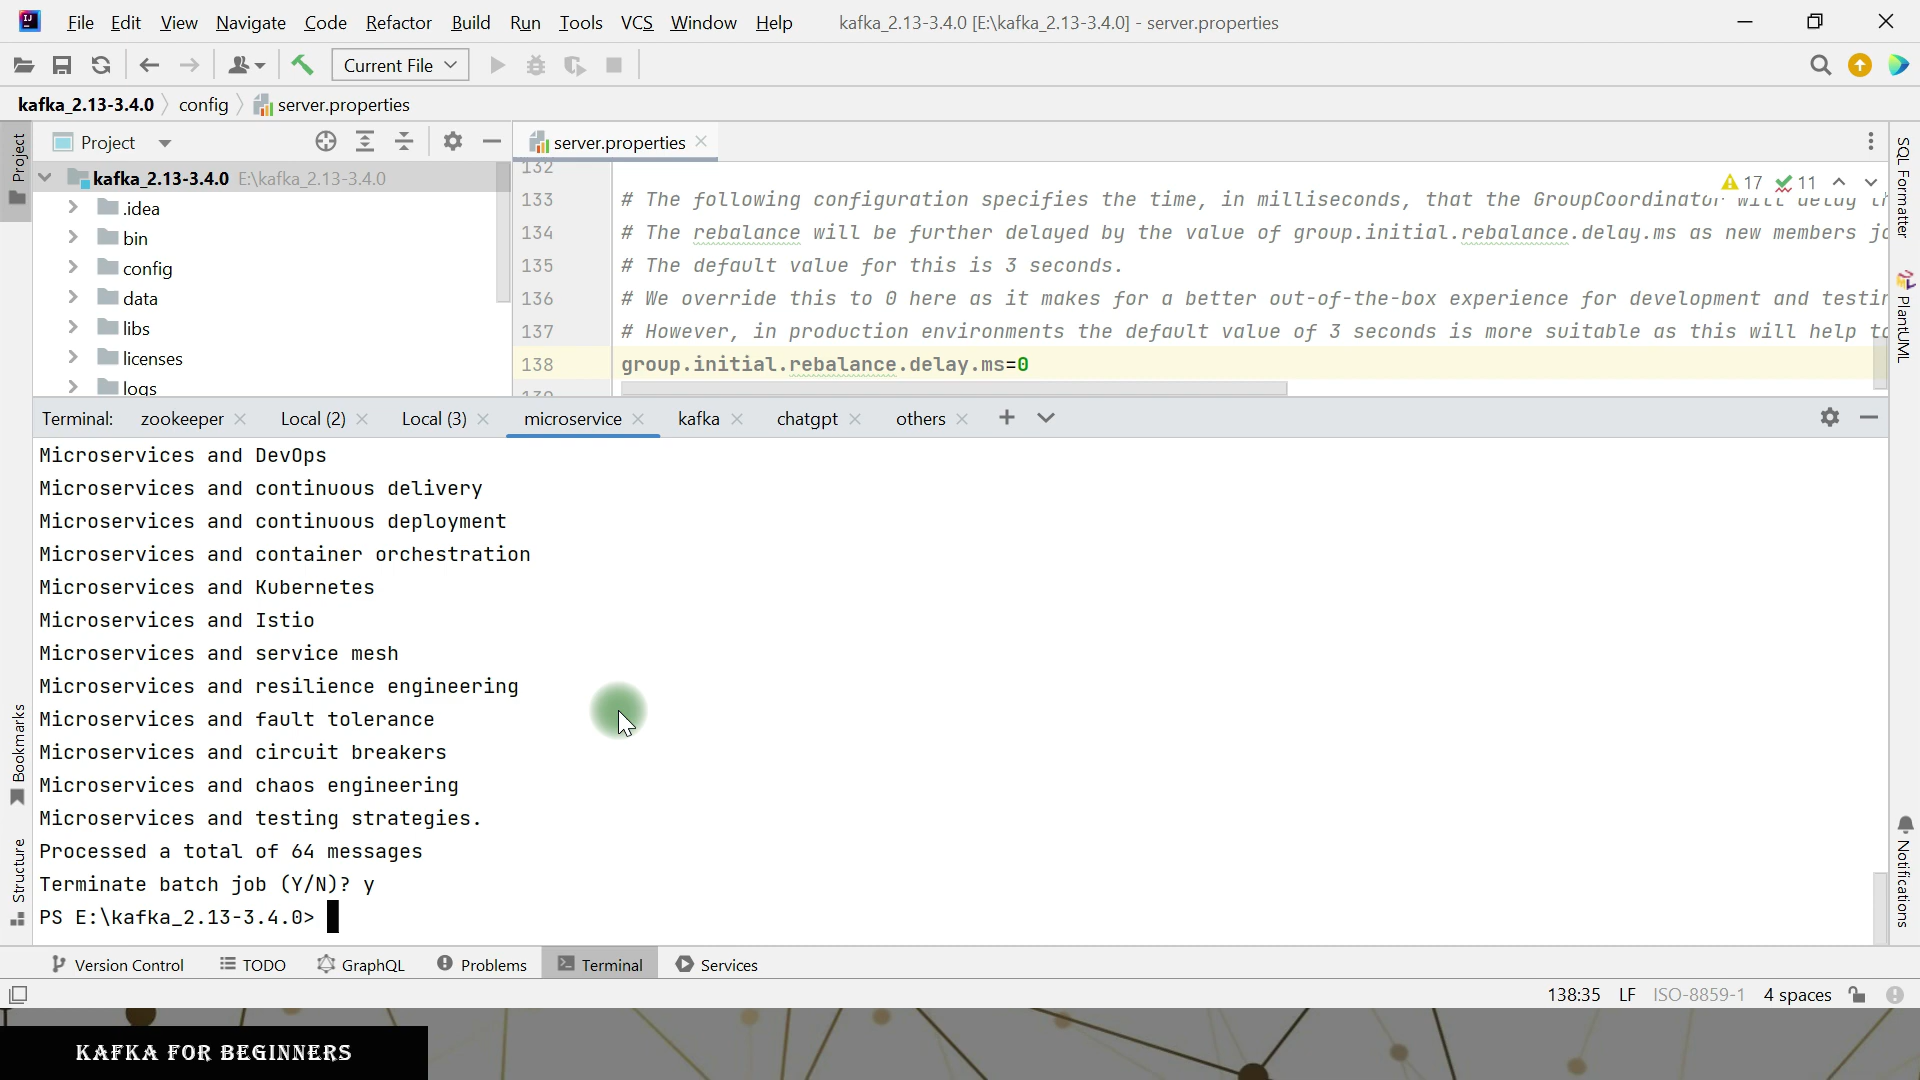 File Edit View Navigate Code Refactor Build Run Tools VCS Window Help kafka_2.13-3.4.0 [E:\kafka_2.13-3.4.0] - server.properties
Current File
kafka_2.13-3.4.0 config server.properties
Project
Project
server.properties
kafka_2.13-3.4.0 E:\kafka_2.13-3.4.0
.idea
bin
config
data
libs
licenses
logs
132
17 11
133 # The following configuration specifies the time, in milliseconds, that the GroupCoordinator will delay
134 # The rebalance will be further delayed by the value of group.initial.rebalance.delay.ms as new members
135 # The default value for this is 3 seconds.
136 # We override this to 0 here as it makes for a better out-of-the-box experience for development and
137 # However, in production environments the default value of 3 seconds is more suitable as this will help
138 group.initial.rebalance.delay.ms=0
139
SQL Formatter
PlantUML
Notifications
Bookmarks
Structure
Terminal: zookeeper Local (2) Local (3) microservice kafka chatgpt others
Microservices and DevOps
Microservices and continuous delivery
Microservices and continuous deployment
Microservices and container orchestration
Microservices and Kubernetes
Microservices and Istio
Microservices and service mesh
Microservices and resilience engineering
Microservices and fault tolerance
Microservices and circuit breakers
Microservices and chaos engineering
Microservices and testing strategies.
Processed a total of 64 messages
Terminate batch job (Y/N)? y
PS E:\kafka_2.13-3.4.0>
Version Control TODO GraphQL Problems Terminal Services
138:35 LF ISO-8859-1 4 spaces
KAFKA FOR BEGINNERS